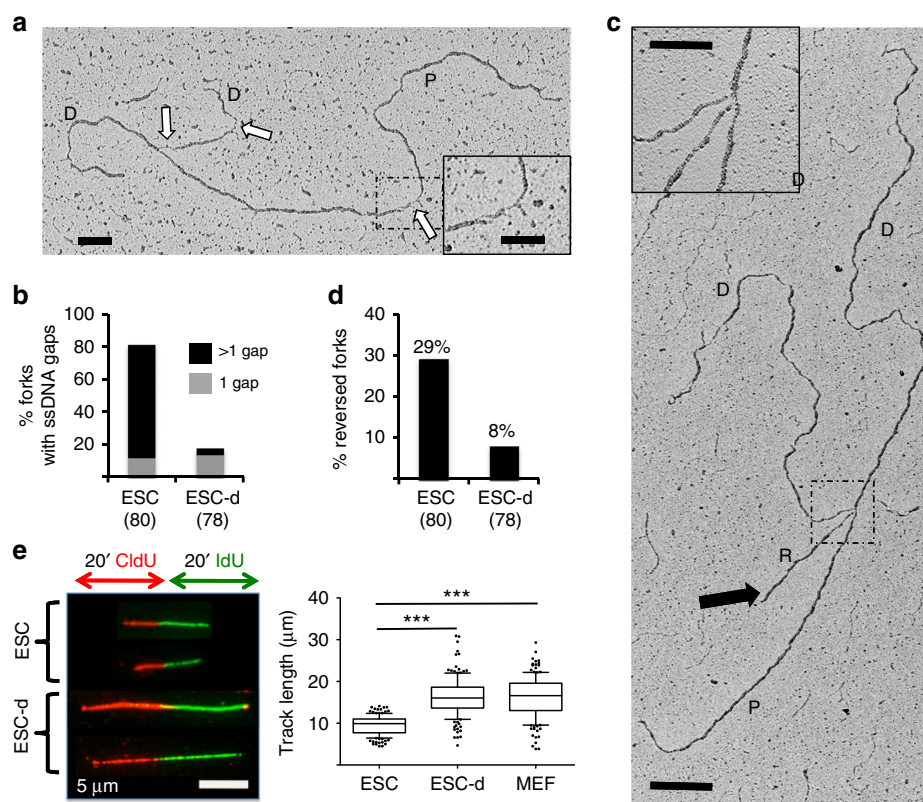 a
D
D
P
b
% forks
with ssDNA gaps
100
80
60
40
20
>1 gap
1 gap
ESC
(80)
ESC-d
(78)
d
% reversed forks
40
30
20
10
29%
8%
ESC
(80)
ESC-d
(78)
e
20′ CldU
20′ IdU
ESC
ESC-d
5 µm
Track length (µm)
40
30
20
10
***
***
ESC
ESC-d
MEF
c
D
D
D
R
P